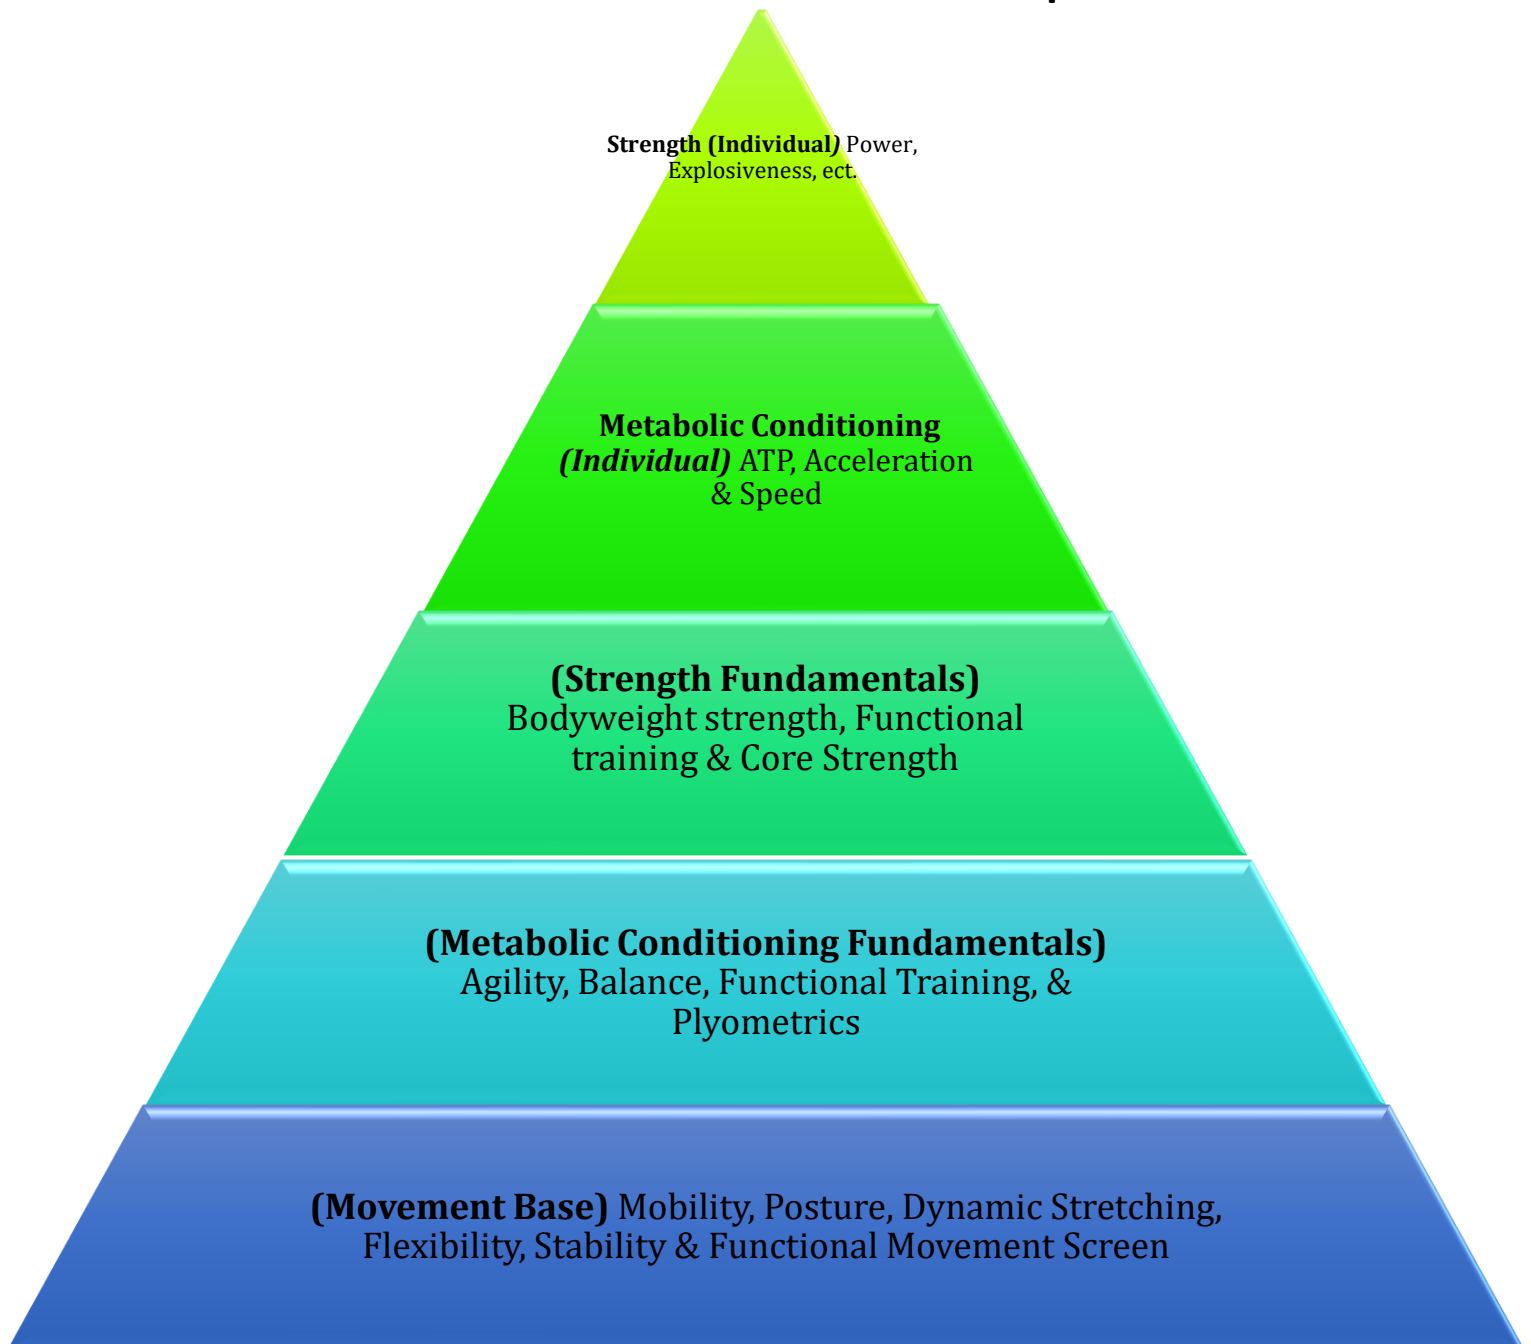 Strength (Individual) Power,
Explosiveness, ect.
Metabolic Conditioning
(Individual) ATP, Acceleration
& Speed
(Strength Fundamentals)
Bodyweight strength, Functional
training & Core Strength
(Metabolic Conditioning Fundamentals)
Agility, Balance, Functional Training, &
Plyometrics
(Movement Base) Mobility, Posture, Dynamic Stretching,
Flexibility, Stability & Functional Movement Screen